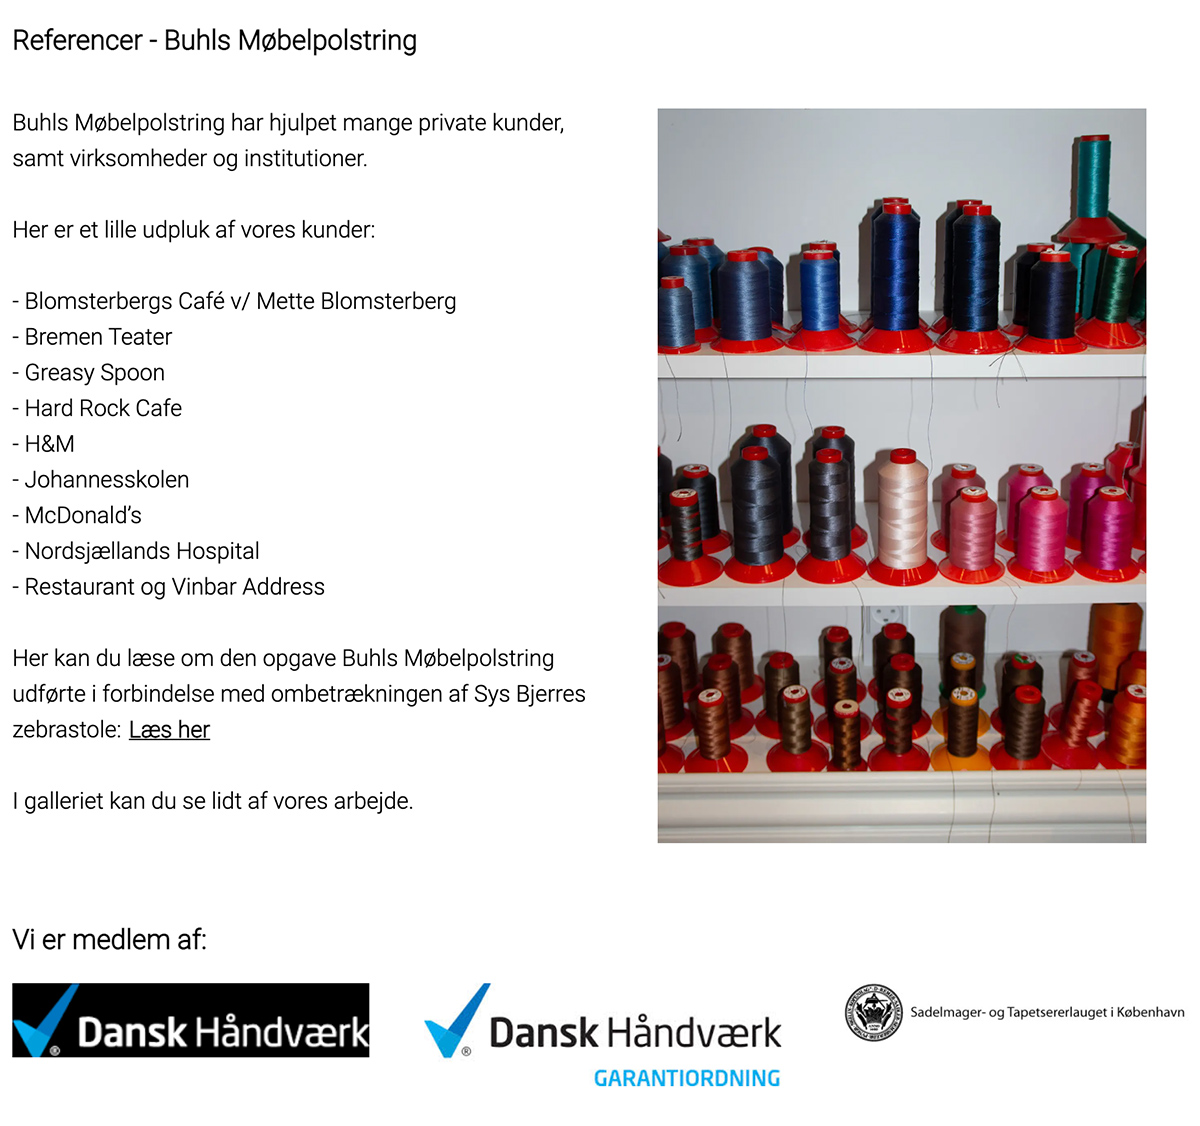 Referencer - Buhls Møbelpolstring
Buhls Møbelpolstring har hjulpet mange private kunder,
samt virksomheder og institutioner.
Her er et lille udpluk af vores kunder:
- Blomsterbergs Café v/ Mette Blomsterberg
- Bremen Teater
- Greasy Spoon
- Hard Rock Cafe
- H&M
- Johannesskolen
- McDonald’s
- Nordsjællands Hospital
- Restaurant og Vinbar Address
Her kan du læse om den opgave Buhls Møbelpolstring
udførte i forbindelse med ombetrækningen af Sys Bjerres
zebrastole: Læs her
I galleriet kan du se lidt af vores arbejde.
Vi er medlem af:
Dansk Håndværk
®
Dansk Håndværk
®
GARANTIORDNING
Sadelmager- og Tapetsererlauget i København